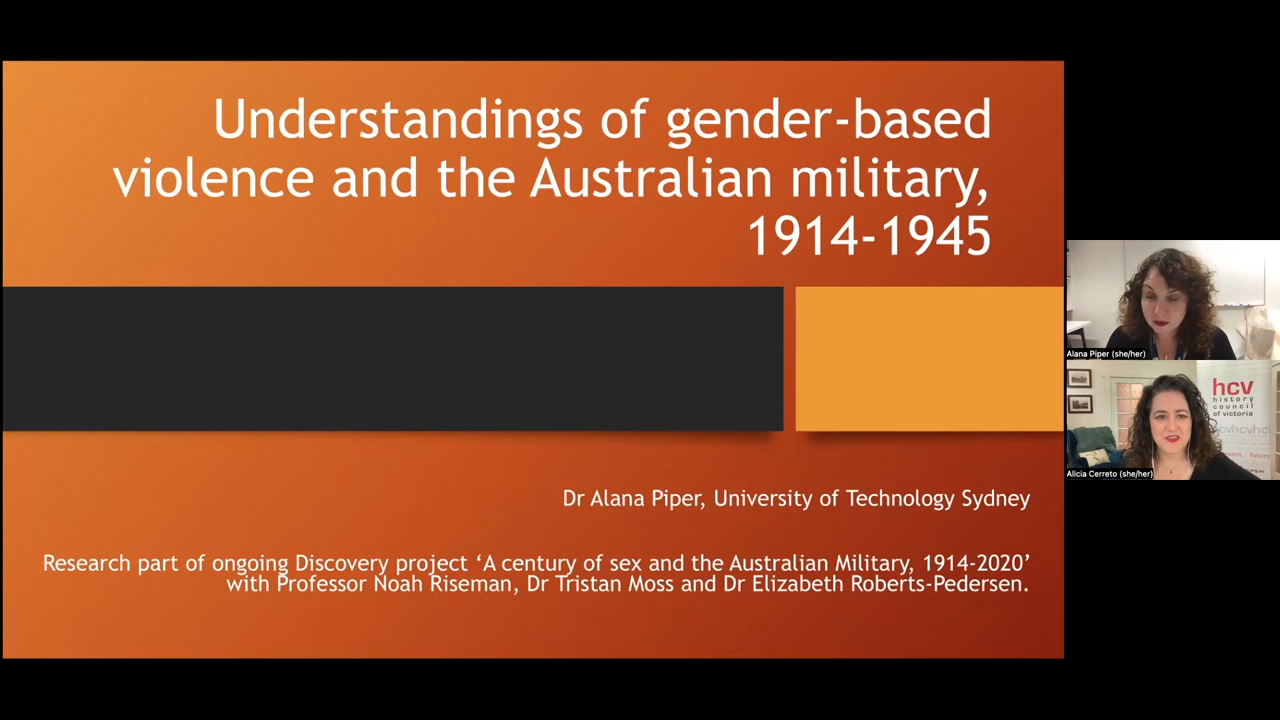 Understandings of gender-based
violence and the Australian military,
1914-1945
Dr Alana Piper, University of Technology Sydney
Research part of ongoing Discovery project ‘A century of sex and the Australian Military, 1914-2020’
with Professor Noah Riseman, Dr Tristan Moss and Dr Elizabeth Roberts-Pedersen.
Alana Piper (she/her)
hcv
history
council
of victoria
future
Alicia Cerreto (she/her)